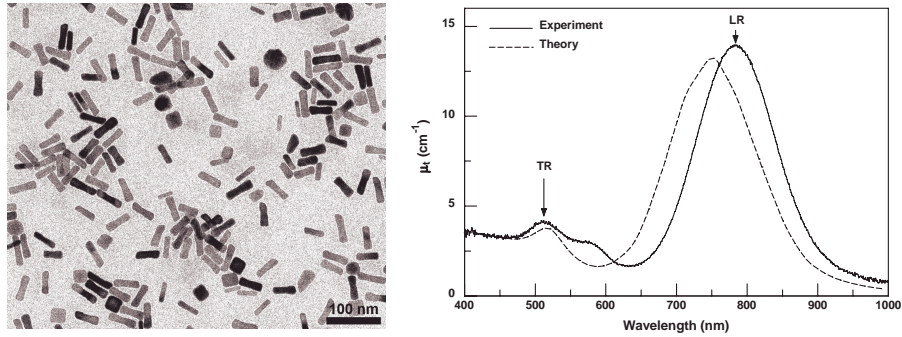 100 nm
15
10
5
0
μt (cm-1)
Experiment
Theory
TR
LR
400 500 600 700 800 900 1000
Wavelength (nm)